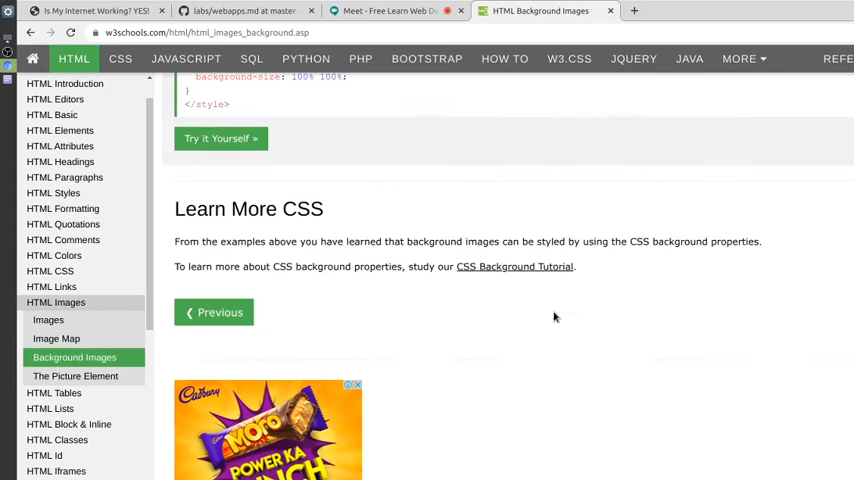 Is My Internet Working? YES!
labs/webapps.md at master
Meet - Free Learn Web De
HTML Background Images
w3schools.com/html/html_images_background.asp
HTML CSS JAVASCRIPT SQL PYTHON PHP BOOTSTRAP HOW TO W3.CSS JQUERY JAVA MORE REFE
HTML Introduction
HTML Editors
HTML Basic
HTML Elements
HTML Attributes
HTML Headings
HTML Paragraphs
HTML Styles
HTML Formatting
HTML Quotations
HTML Comments
HTML Colors
HTML CSS
HTML Links
HTML Images
Images
Image Map
Background Images
The Picture Element
HTML Tables
HTML Lists
HTML Block & Inline
HTML Classes
HTML Id
HTML Iframes
background-size: 100% 100%;
}
</style>
Try it Yourself »
Learn More CSS
From the examples above you have learned that background images can be styled by using the CSS background properties.
To learn more about CSS background properties, study our CSS Background Tutorial.
❮ Previous
Cadbury
MORO
POWER KA